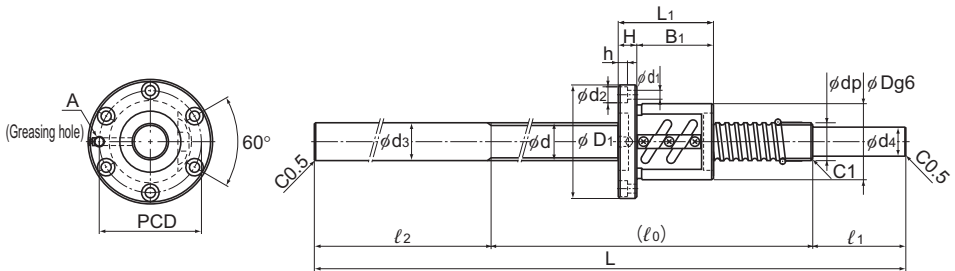 A
(Greasing hole)
60°
PCD
L1
H
B1
h
φd1
φd2
φdp
φDg6
φd3
φd
φD1
φd4
C0.5
C1
C0.5
ℓ2
(ℓ0)
ℓ1
L